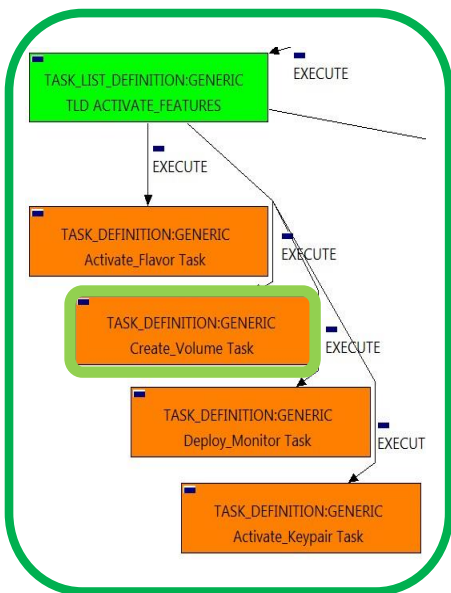 EXECUTE
TASK_LIST_DEFINITION:GENERIC
TLD ACTIVATE_FEATURES
EXECUTE
TASK_DEFINITION:GENERIC
Activate_Flavor Task
EXECUTE
TASK_DEFINITION:GENERIC
Create_Volume Task
EXECUTE
TASK_DEFINITION:GENERIC
Deploy_Monitor Task
EXECUT
TASK_DEFINITION:GENERIC
Activate_Keypair Task